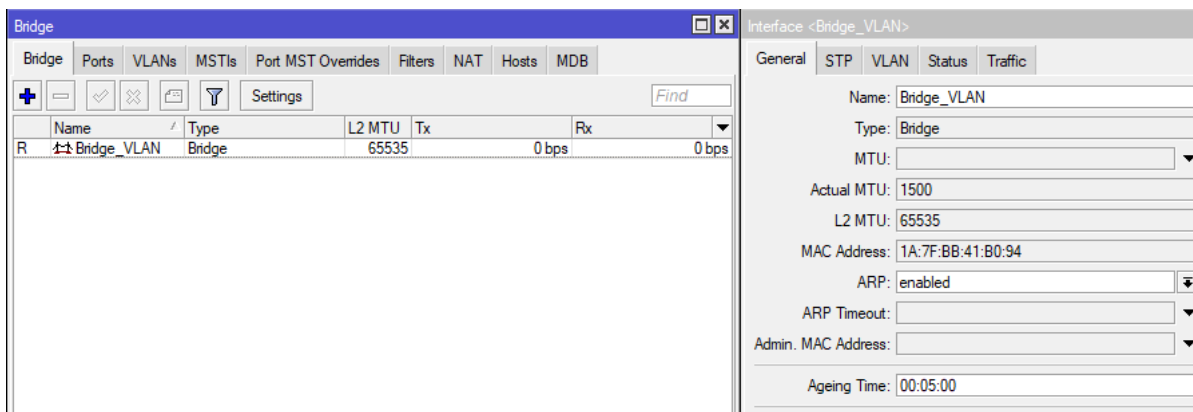 Bridge
Bridge Ports VLANs MSTIs Port MST Overrides Filters NAT Hosts MDB
Settings
Find
Name Type L2 MTU Tx Rx
R Bridge_VLAN Bridge 65535 0 bps 0 bps
Interface <Bridge_VLAN>
General STP VLAN Status Traffic
Name: Bridge_VLAN
Type: Bridge
MTU:
Actual MTU: 1500
L2 MTU: 65535
MAC Address: 1A:7F:BB:41:B0:94
ARP: enabled
ARP Timeout:
Admin. MAC Address:
Ageing Time: 00:05:00